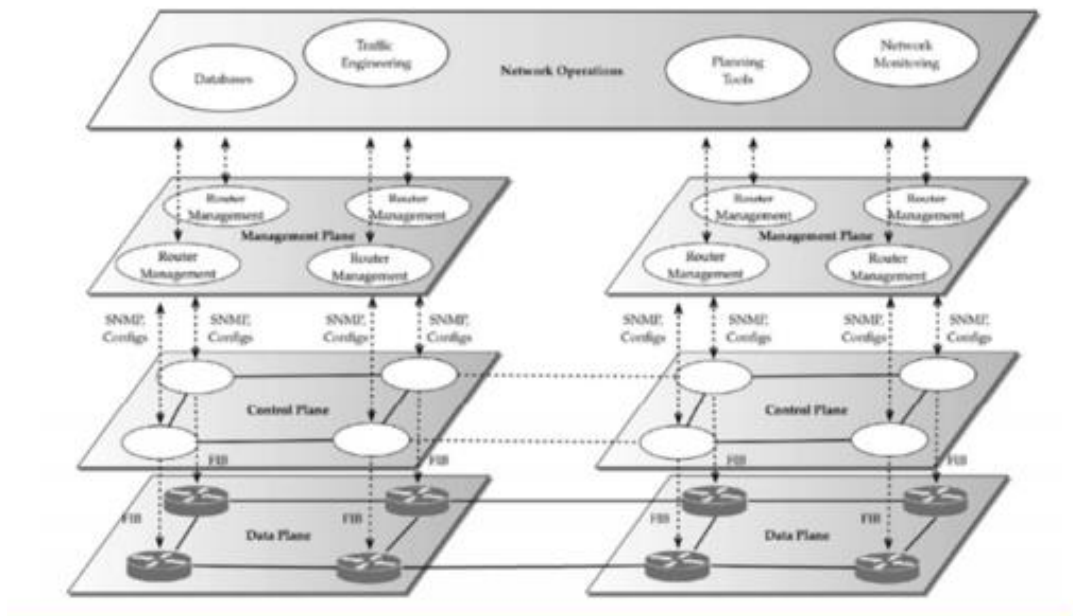 Databases
Traffic
Engineering
Network Operations
Planning
Tools
Network
Monitoring
Router
Management
Router
Management
Management Plane
Router
Management
Router
Management
Router
Management
Router
Management
Management Plane
Router
Management
Router
Management
SNMP,
Configs
SNMP,
Configs
SNMP,
Configs
SNMP,
Configs
SNMP,
Configs
SNMP,
Configs
SNMP,
Configs
SNMP,
Configs
Control Plane
Control Plane
FIB
FIB
FIB
FIB
FIB
FIB
FIB
FIB
Data Plane
Data Plane